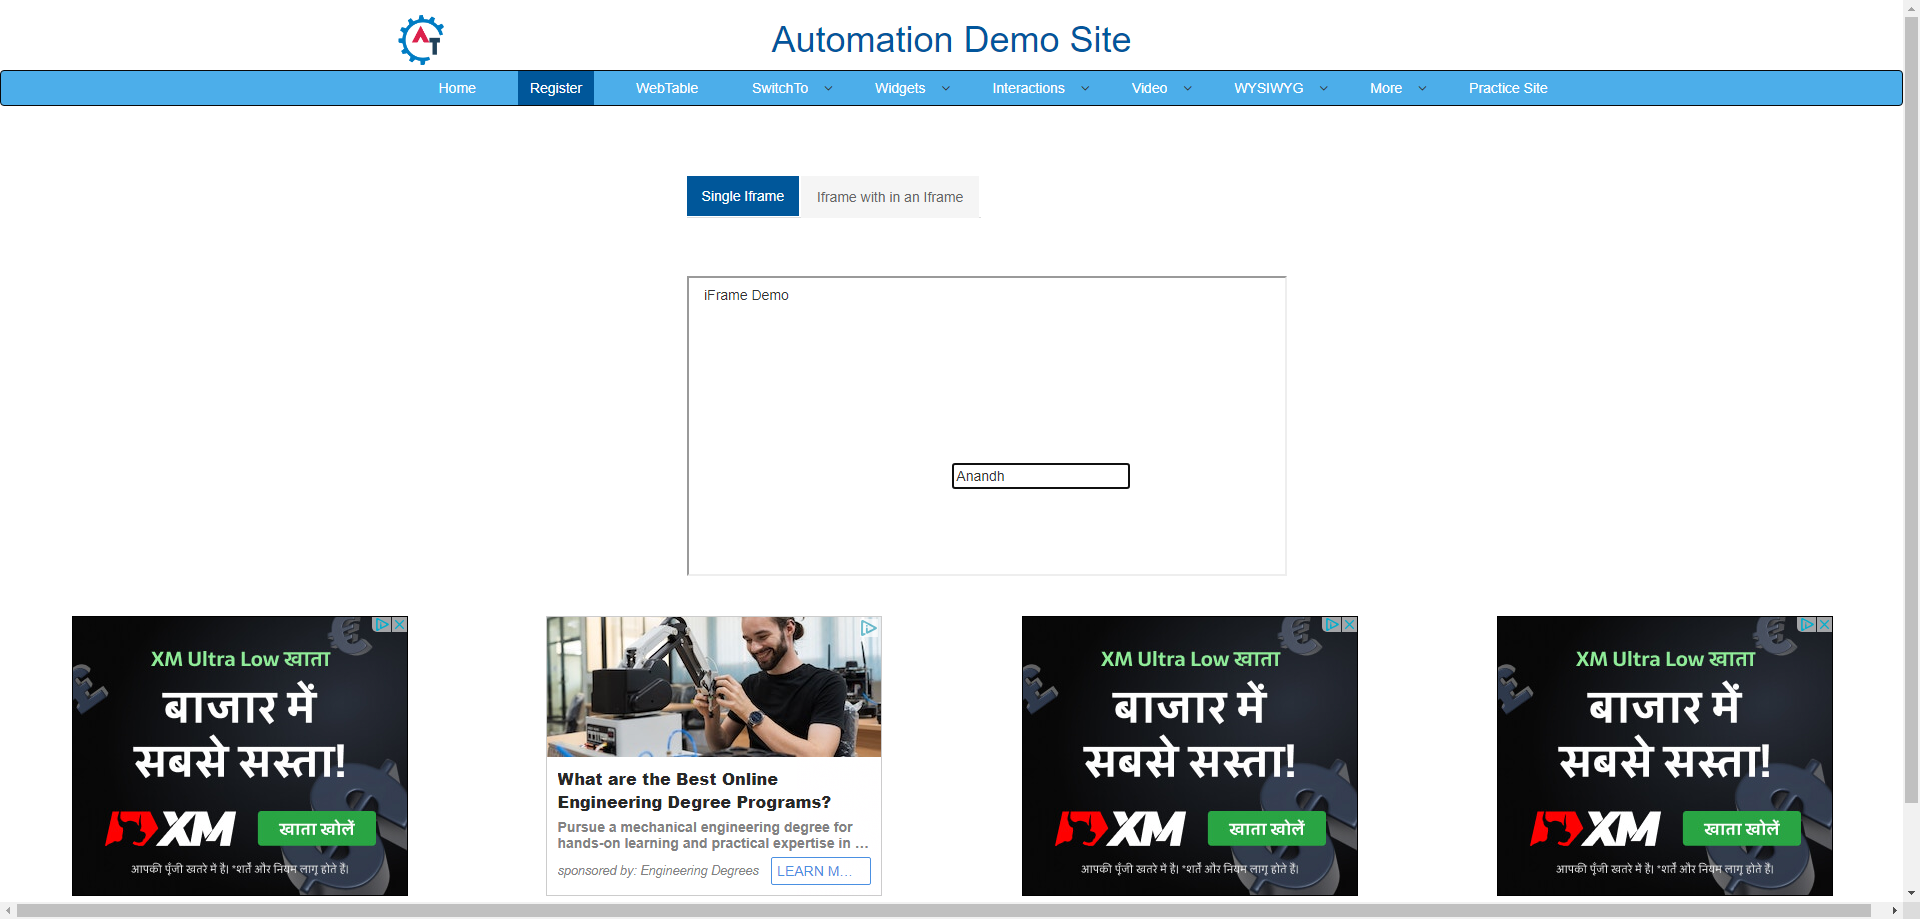 Automation Demo Site
Home Register WebTable SwitchTo Widgets Interactions Video WYSIWYG More Practice Site
Single Iframe Iframe with in an Iframe
iFrame Demo
Anandh
XM Ultra Low खाता
बाजार में
सबसे सस्ता!
XM खाता खोलें
आपकी पूँजी खतरे में है। *शर्तें और नियम लागू होते है।
What are the Best Online
Engineering Degree Programs?
Pursue a mechanical engineering degree for
hands-on learning and practical expertise in ...
sponsored by: Engineering Degrees LEARN M...
XM Ultra Low खाता
बाजार में
सबसे सस्ता!
XM खाता खोलें
आपकी पूँजी खतरे में है। *शर्तें और नियम लागू होते है।
XM Ultra Low खाता
बाजार में
सबसे सस्ता!
XM खाता खोलें
आपकी पूँजी खतरे में है। *शर्तें और नियम लागू होते है।